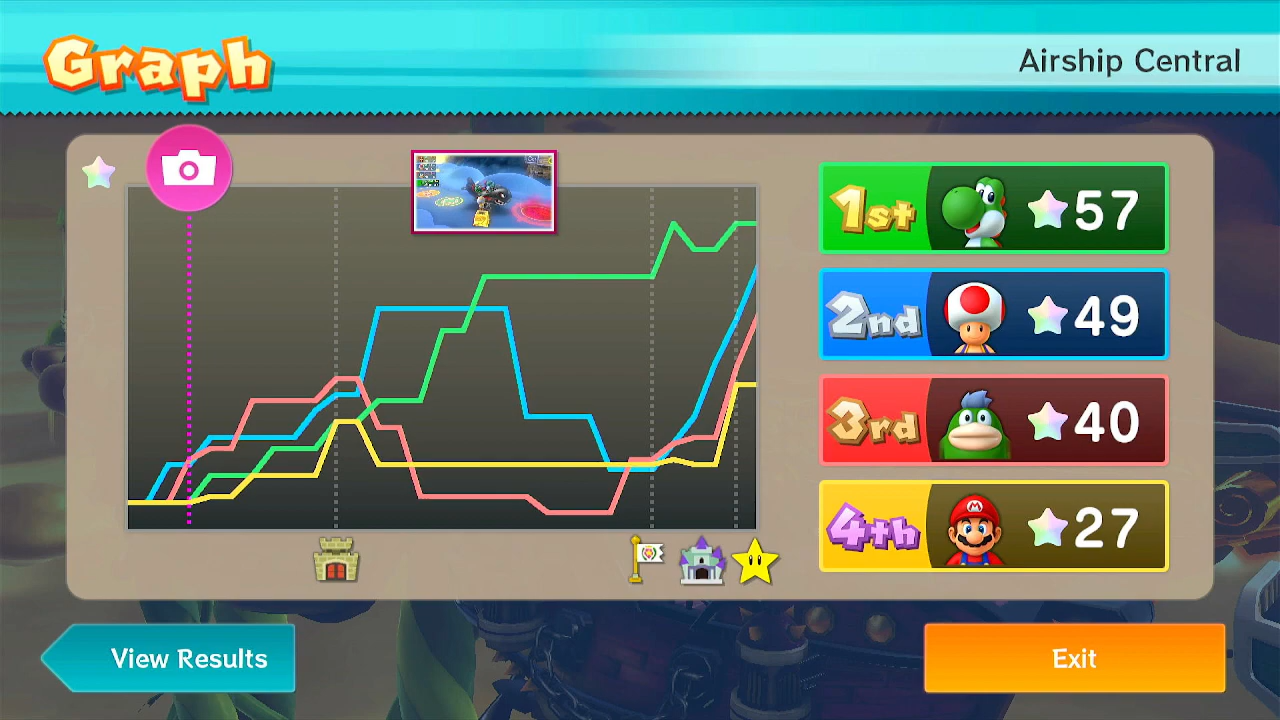 Graph
Airship Central
1st 57
2nd 49
3rd 40
4th 27
View Results
Exit